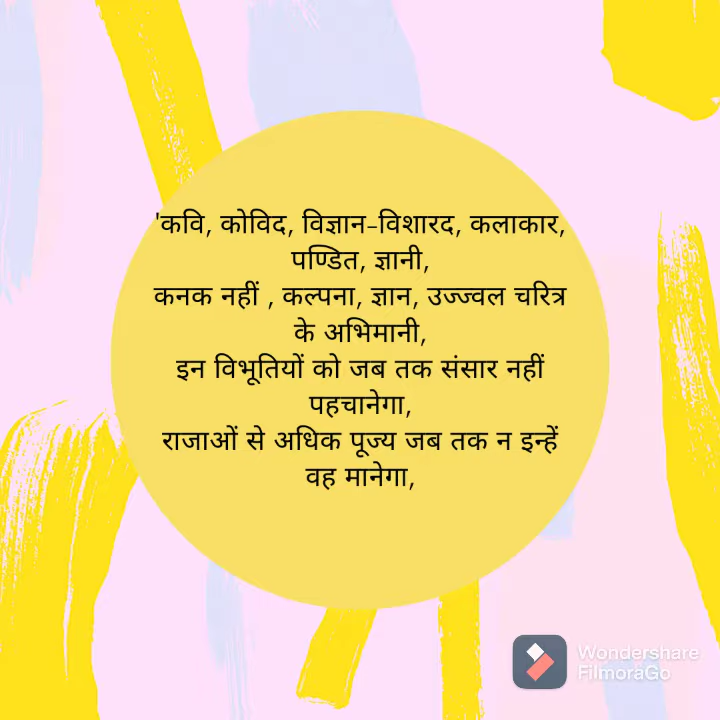 'कवि, कोविद, विज्ञान-विशारद, कलाकार,
पण्डित, ज्ञानी,
कनक नहीं , कल्पना, ज्ञान, उज्ज्वल चरित्र
के अभिमानी,
इन विभूतियों को जब तक संसार नहीं
पहचानेगा,
राजाओं से अधिक पूज्य जब तक न इन्हें
वह मानेगा,
Wondershare
FilmoraGo